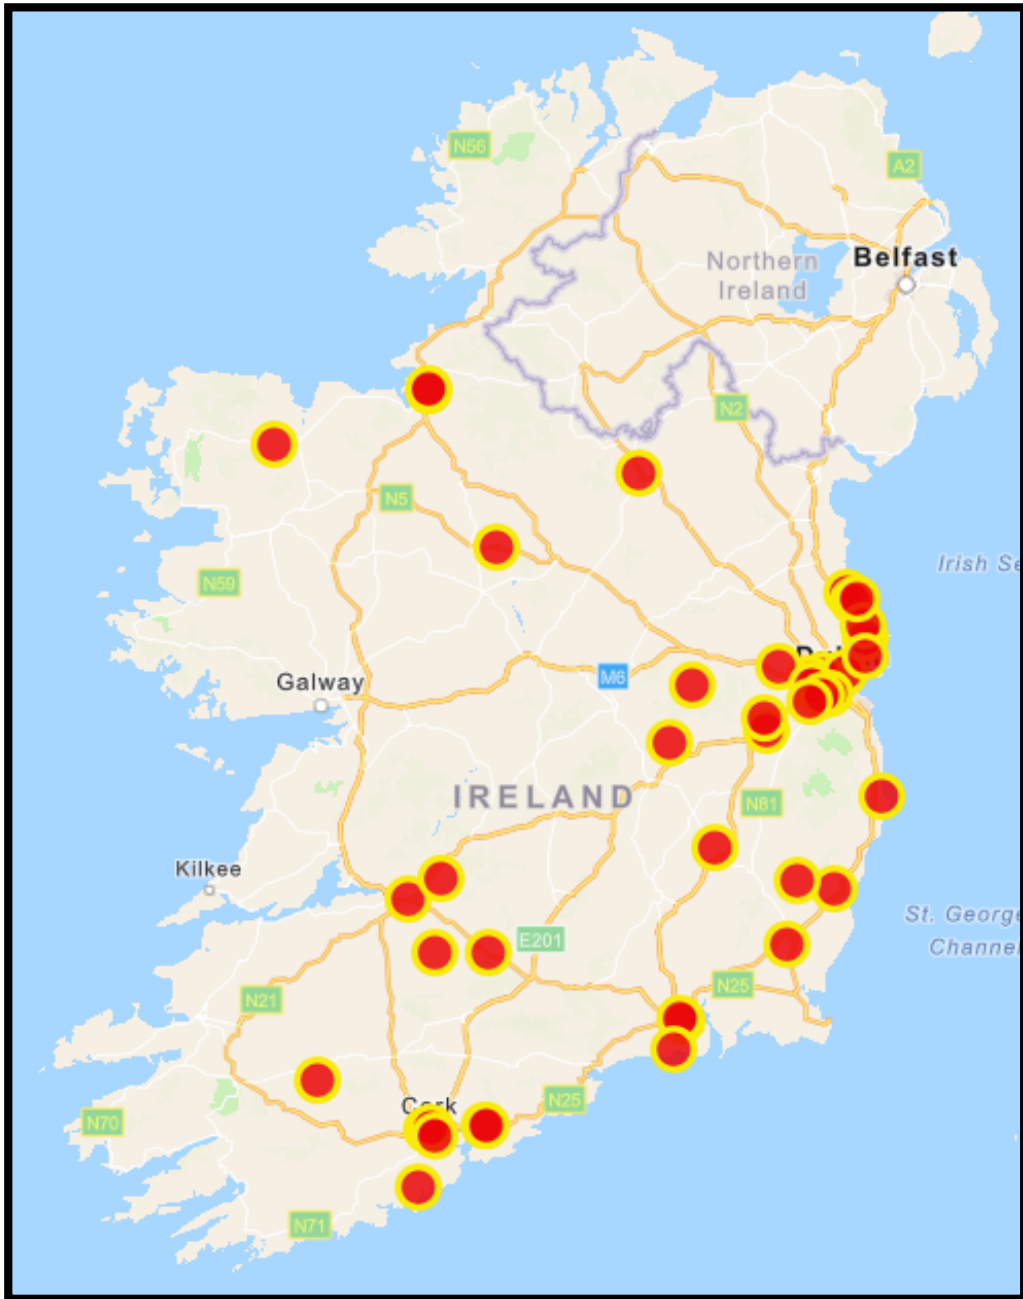 N56
A2
Northern
Ireland
Belfast
N2
N5
Irish Se
N59
M6
Galway
IRELAND
N81
Kilkee
St. George
Channe
E201
N25
N21
Cork
N25
N70
N71